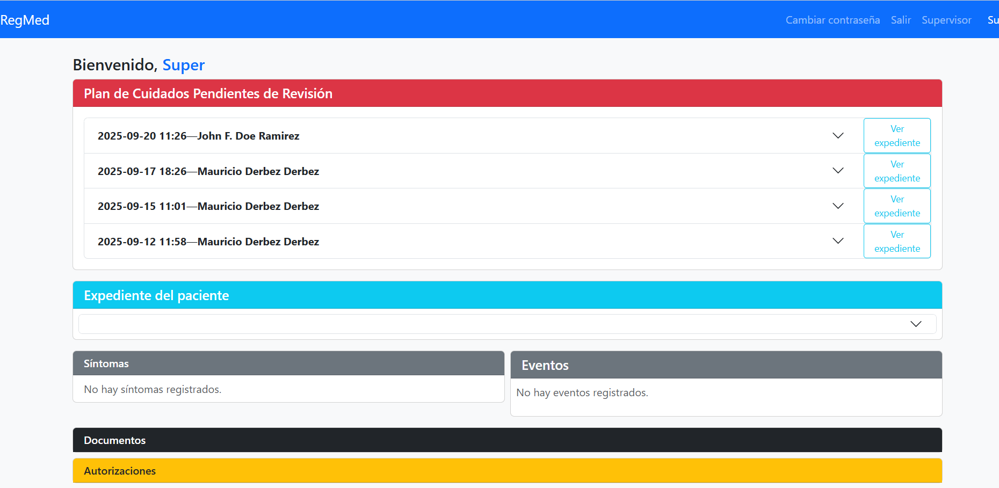 RegMed
Cambiar contraseña Salir Supervisor Su
Bienvenido, Super
Plan de Cuidados Pendientes de Revisión
2025-09-20 11:26—John F. Doe Ramirez
Ver
expediente
2025-09-17 18:26—Mauricio Derbez Derbez
Ver
expediente
2025-09-15 11:01—Mauricio Derbez Derbez
Ver
expediente
2025-09-12 11:58—Mauricio Derbez Derbez
Ver
expediente
Expediente del paciente
Síntomas
No hay síntomas registrados.
Eventos
No hay eventos registrados.
Documentos
Autorizaciones